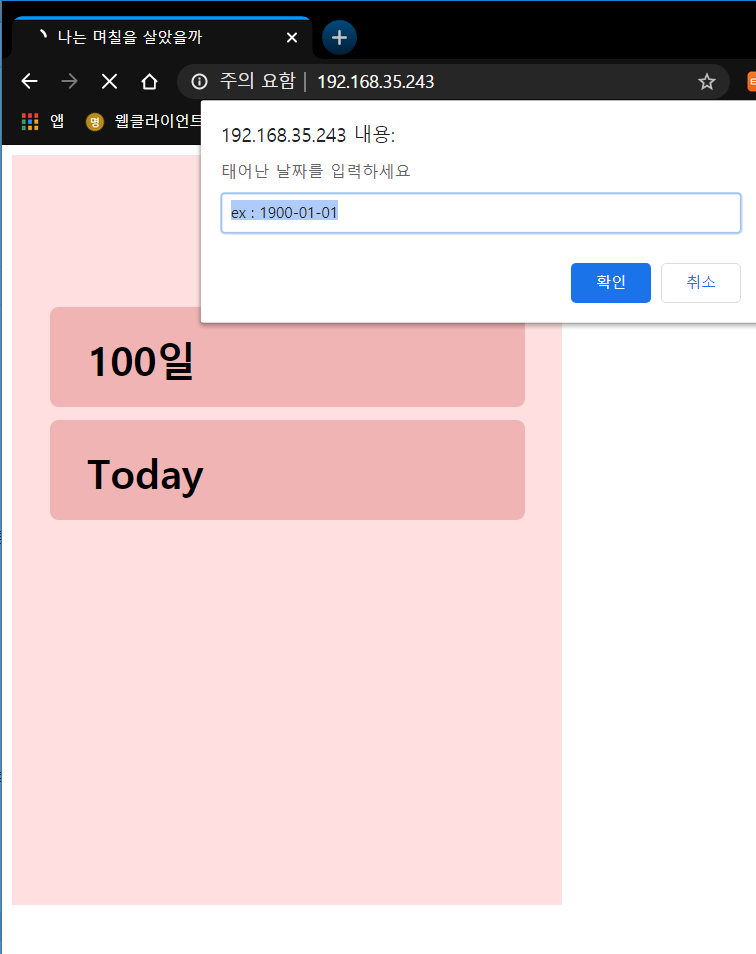 나는 며칠을 살았을까
주의 요함 192.168.35.243
앱 명 웹클라이언트
192.168.35.243 내용:
태어난 날짜를 입력하세요
ex : 1900-01-01
확인 취소
100일
Today